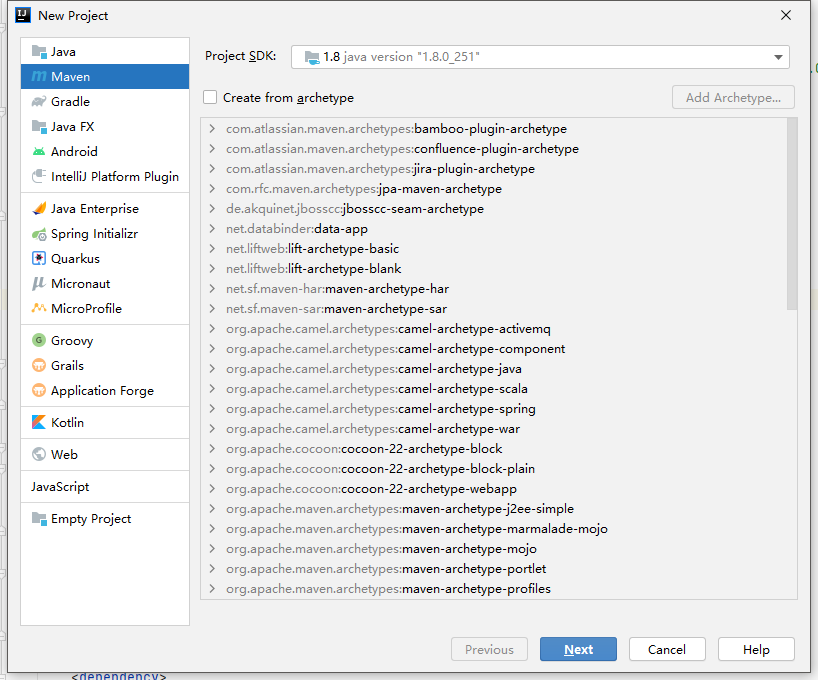 New Project
Java
Maven
Gradle
Java FX
Android
IntelliJ Platform Plugin
Java Enterprise
Spring Initializr
Quarkus
Micronaut
MicroProfile
Groovy
Grails
Application Forge
Kotlin
Web
JavaScript
Empty Project
Project SDK:
1.8 java version "1.8.0_251"
Create from archetype
Add Archetype...
com.atlassian.maven.archetypes:bamboo-plugin-archetype
com.atlassian.maven.archetypes:confluence-plugin-archetype
com.atlassian.maven.archetypes:jira-plugin-archetype
com.rfc.maven.archetypes:jpa-maven-archetype
de.akquinet.jbosscc:jbosscc-seam-archetype
net.databinder:data-app
net.liftweb:lift-archetype-basic
net.liftweb:lift-archetype-blank
net.sf.maven-har:maven-archetype-har
net.sf.maven-sar:maven-archetype-sar
org.apache.camel.archetypes:camel-archetype-activemq
org.apache.camel.archetypes:camel-archetype-component
org.apache.camel.archetypes:camel-archetype-java
org.apache.camel.archetypes:camel-archetype-scala
org.apache.camel.archetypes:camel-archetype-spring
org.apache.camel.archetypes:camel-archetype-war
org.apache.cocoon:cocoon-22-archetype-block
org.apache.cocoon:cocoon-22-archetype-block-plain
org.apache.cocoon:cocoon-22-archetype-webapp
org.apache.maven.archetypes:maven-archetype-j2ee-simple
org.apache.maven.archetypes:maven-archetype-marmalade-mojo
org.apache.maven.archetypes:maven-archetype-mojo
org.apache.maven.archetypes:maven-archetype-portlet
org.apache.maven.archetypes:maven-archetype-profiles
Previous
Next
Cancel
Help
<dependency>